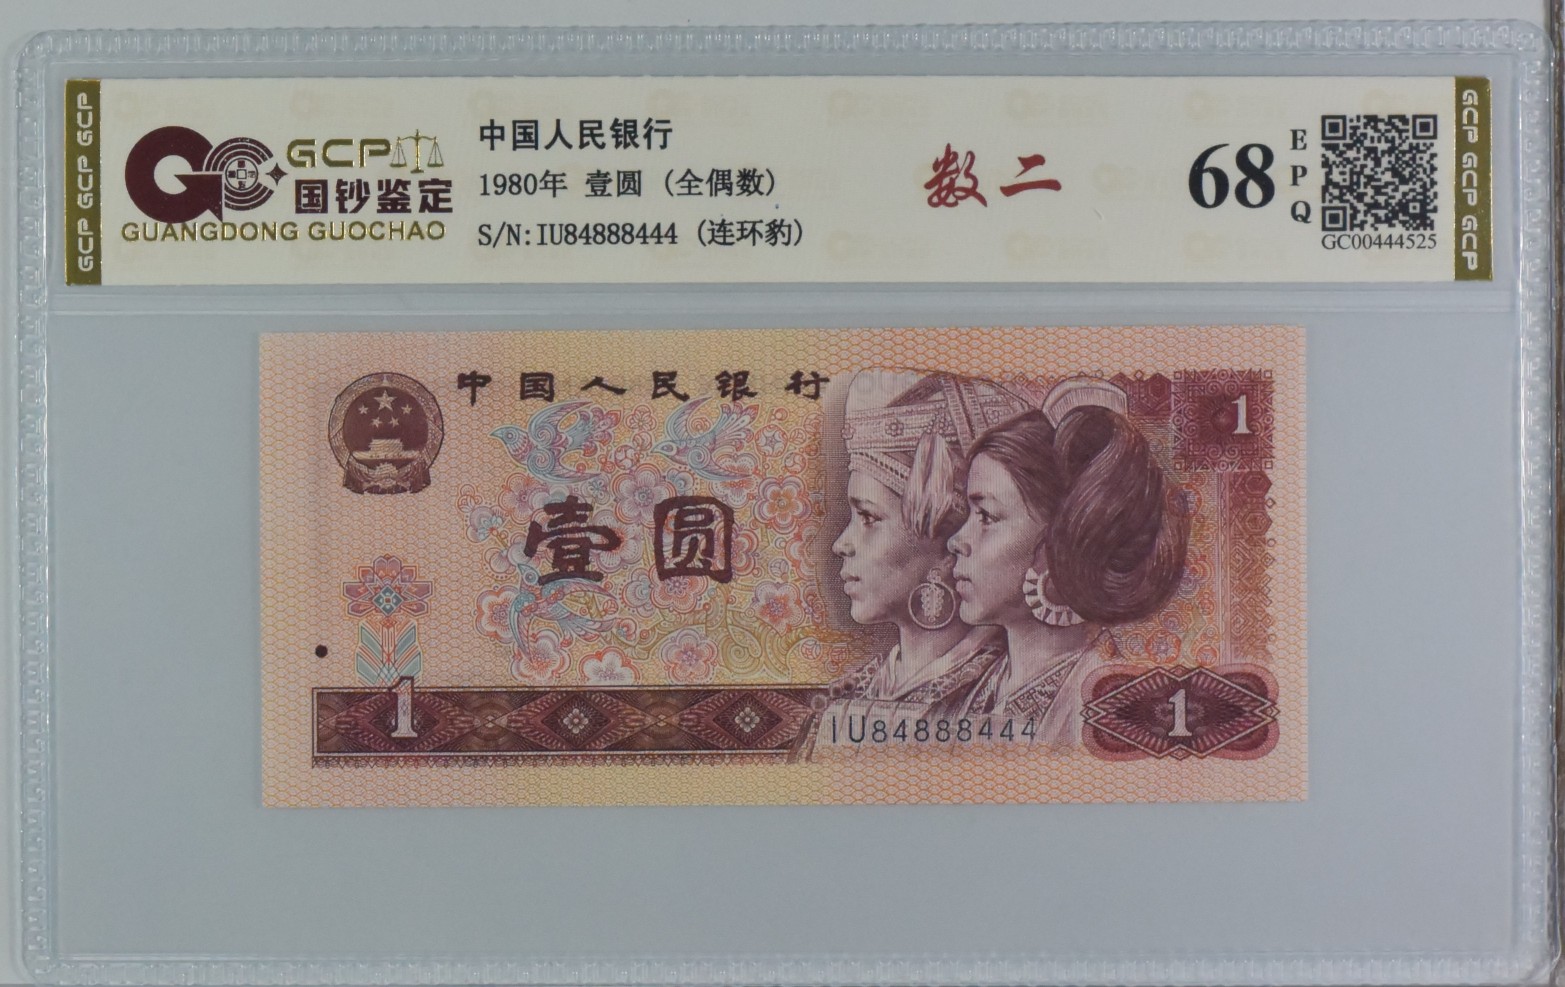 GCP GCP GCP
GCP
国钞鉴定
GUANGDONG GUOCHAO
中国人民银行
1980年 壹圆 (全偶数)
S/N:IU84888444 (连环豹)
数二
68
EPQ
GC00444525
GCP GCP GCP
中国人民银行
1
壹圆
1
IU84888444
1